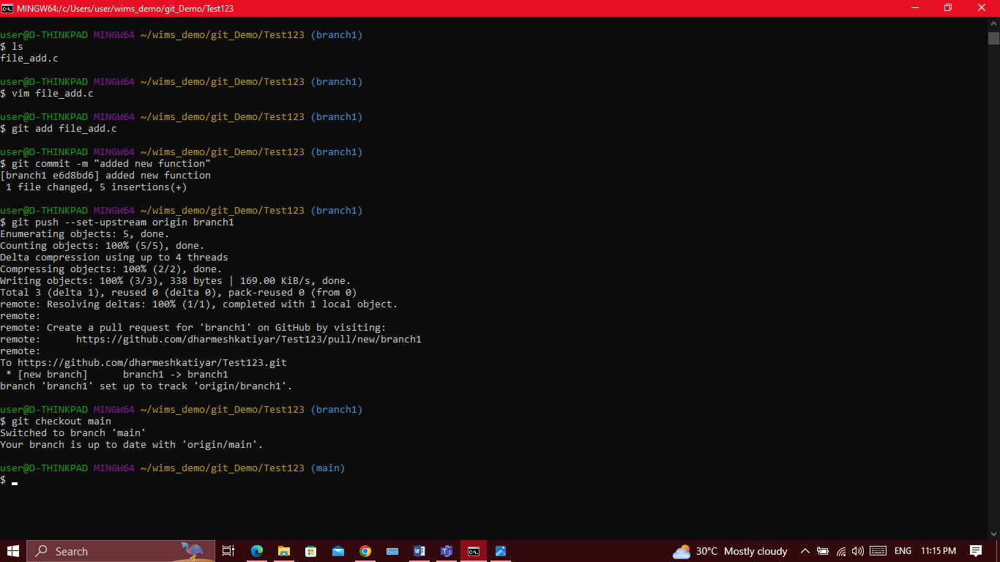 MINGW64:/c/Users/user/wims_demo/git_Demo/Test123
user@D-THINKPAD MINGW64 ~/wims_demo/git_Demo/Test123 (branch1)
$ ls
file_add.c
user@D-THINKPAD MINGW64 ~/wims_demo/git_Demo/Test123 (branch1)
$ vim file_add.c
user@D-THINKPAD MINGW64 ~/wims_demo/git_Demo/Test123 (branch1)
$ git add file_add.c
user@D-THINKPAD MINGW64 ~/wims_demo/git_Demo/Test123 (branch1)
$ git commit -m "added new function"
[branch1 e6d8bd6] added new function
 1 file changed, 5 insertions(+)
user@D-THINKPAD MINGW64 ~/wims_demo/git_Demo/Test123 (branch1)
$ git push --set-upstream origin branch1
Enumerating objects: 5, done.
Counting objects: 100% (5/5), done.
Delta compression using up to 4 threads
Compressing objects: 100% (2/2), done.
Writing objects: 100% (3/3), 338 bytes | 169.00 KiB/s, done.
Total 3 (delta 1), reused 0 (delta 0), pack-reused 0 (from 0)
remote: Resolving deltas: 100% (1/1), completed with 1 local object.
remote:
remote: Create a pull request for 'branch1' on GitHub by visiting:
remote:      https://github.com/dharmeshkatiyar/Test123/pull/new/branch1
remote:
To https://github.com/dharmeshkatiyar/Test123.git
 * [new branch]      branch1 -> branch1
branch 'branch1' set up to track 'origin/branch1'.
user@D-THINKPAD MINGW64 ~/wims_demo/git_Demo/Test123 (branch1)
$ git checkout main
Switched to branch 'main'
Your branch is up to date with 'origin/main'.
user@D-THINKPAD MINGW64 ~/wims_demo/git_Demo/Test123 (main)
$
Search 30°C Mostly cloudy ENG 11:15 PM